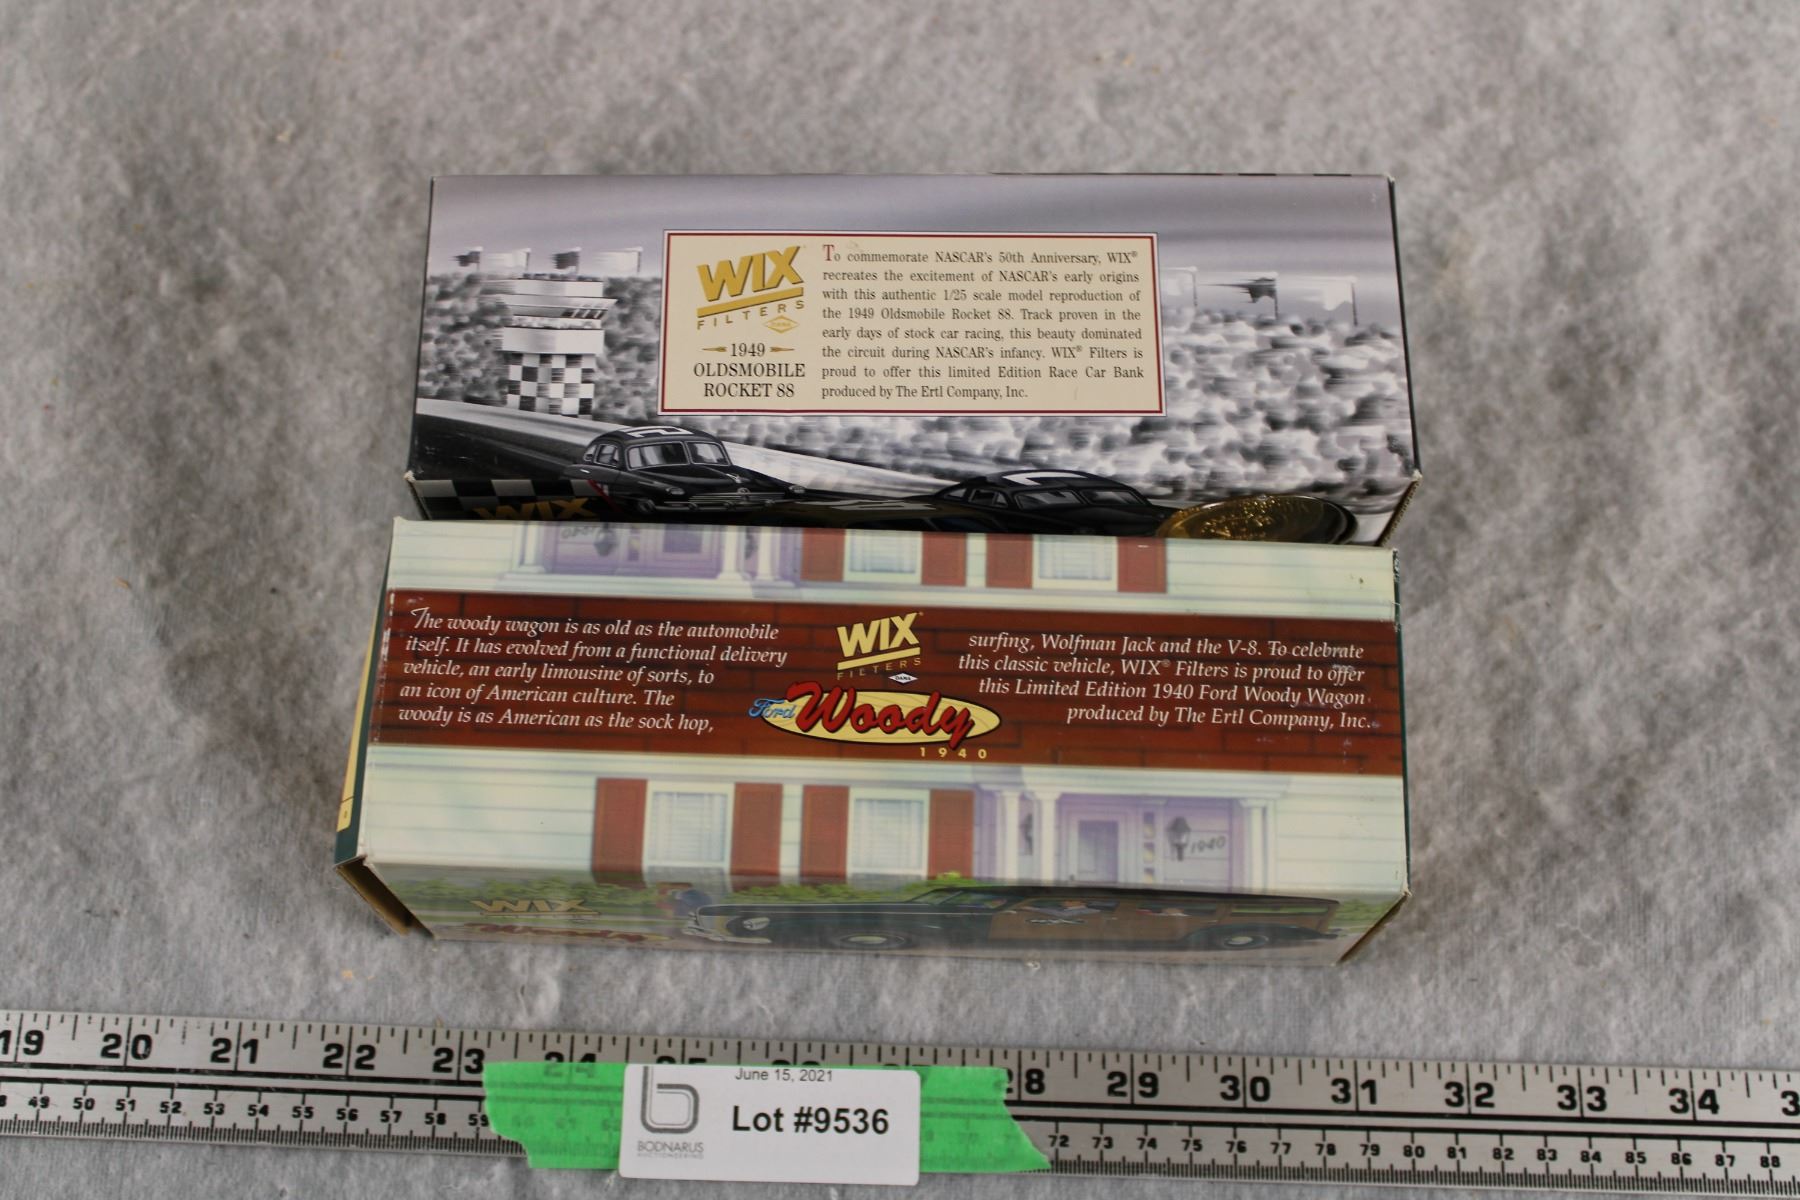 WIX®
FILTERS
DANA
1949
OLDSMOBILE
ROCKET 88
To commemorate NASCAR's 50th Anniversary, WIX®
recreates the excitement of NASCAR's early origins
with this authentic 1/25 scale model reproduction of
the 1949 Oldsmobile Rocket 88. Track proven in the
early days of stock car racing, this beauty dominated
the circuit during NASCAR's infancy. WIX® Filters is
proud to offer this limited Edition Race Car Bank
produced by The Ertl Company, Inc.
WIX
The woody wagon is as old as the automobile
itself. It has evolved from a functional delivery
vehicle, an early limousine of sorts, to
an icon of American culture. The
woody is as American as the sock hop,
WIX®
FILTERS
DANA
Ford Woody
1940
surfing, Wolfman Jack and the V-8. To celebrate
this classic vehicle, WIX® Filters is proud to offer
this Limited Edition 1940 Ford Woody Wagon
produced by The Ertl Company, Inc.
1940
WIX
Woody
19 20 21 22 23 24 25 28 29 30 31 32 33 34 3
49 50 51 52 53 54 55 56 57 58 59 72 73 74 75 76 77 78 79 80 81 82 83 84 85 86 87 88
June 15, 2021
Lot #9536
BODNARUS
AUCTIONEERING